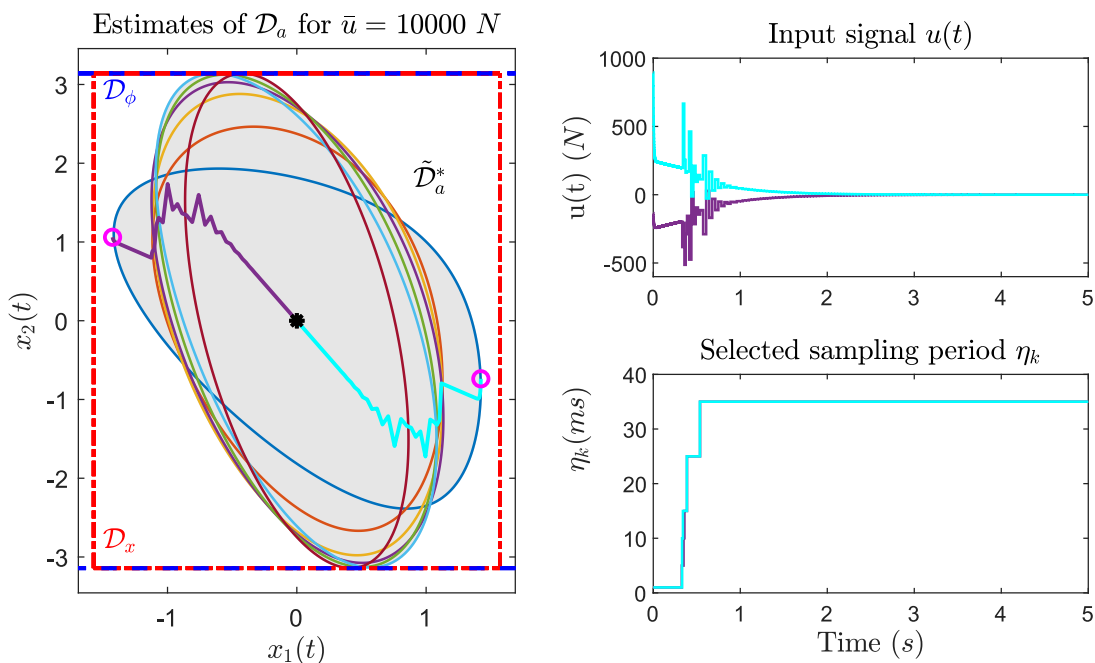 Estimates of 𝒟ₐ for ū = 10000 N
𝒟_ϕ
𝒟̃ₐ*
𝒟ₓ
3
2
1
0
-1
-2
-3
x₂(t)
-1
0
1
x₁(t)
Input signal u(t)
1000
500
0
-500
u(t) (N)
0
1
2
3
4
5
Selected sampling period ηₖ
40
30
20
10
0
ηₖ(ms)
0
1
2
3
4
5
Time (s)